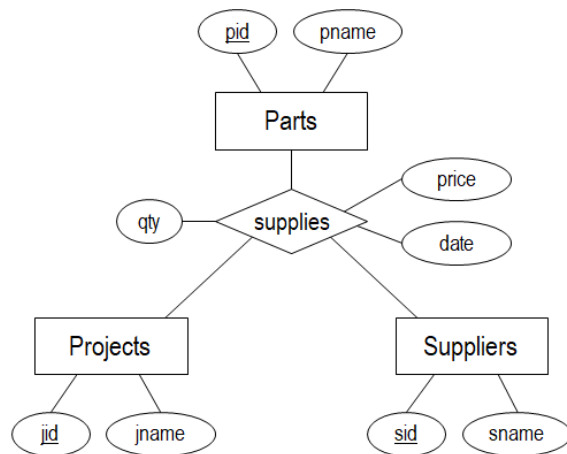 pid
pname
Parts
price
qty
supplies
date
Projects
Suppliers
jid
jname
sid
sname